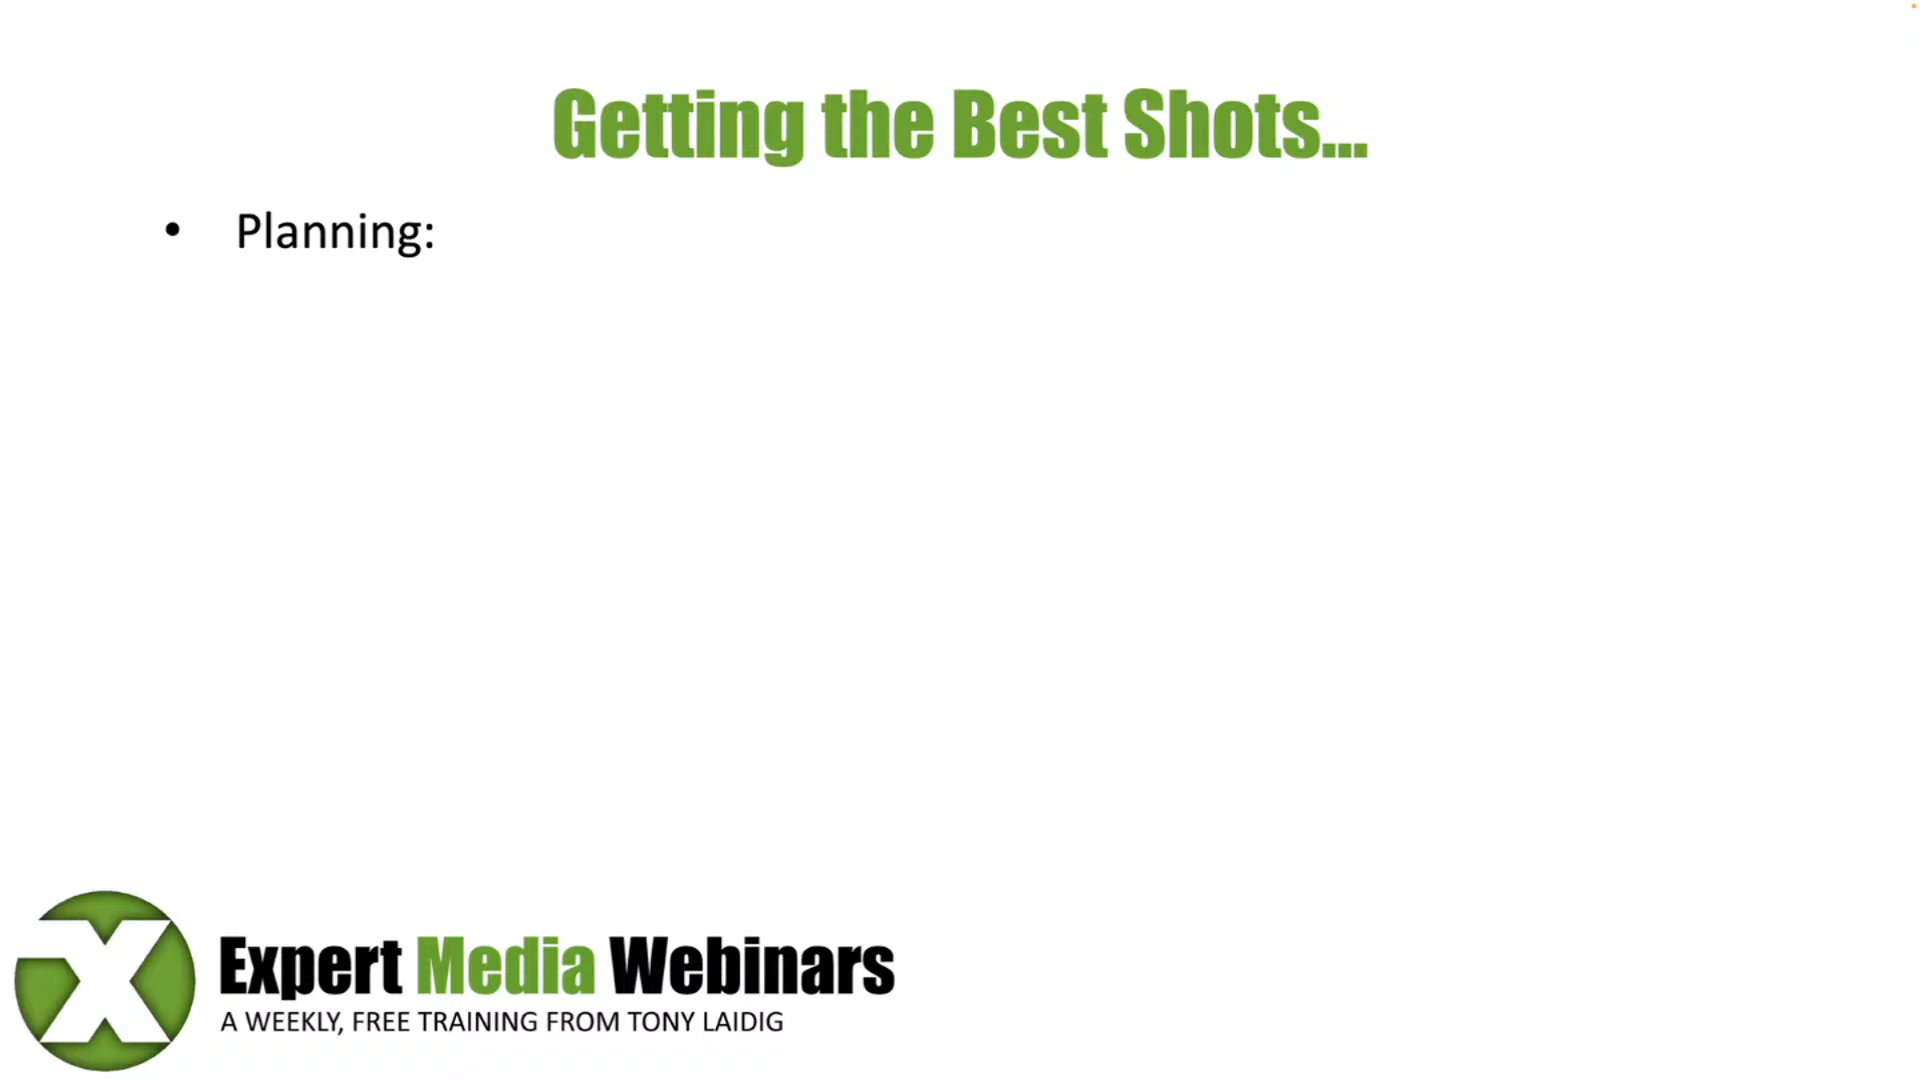 Getting the Best Shots...
• Planning:
Expert Media Webinars
A WEEKLY, FREE TRAINING FROM TONY LAIDIG